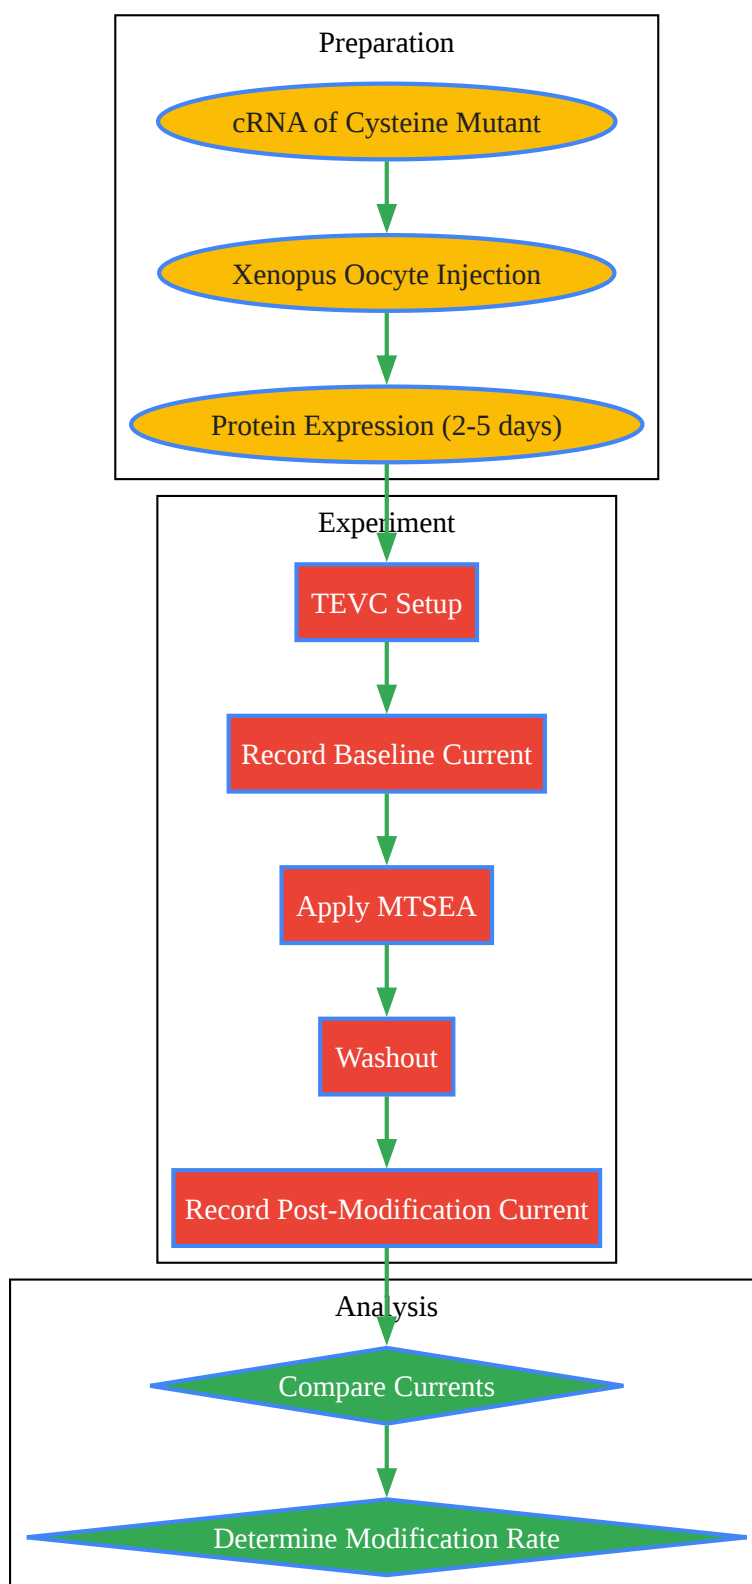 Preparation
cRNA of Cysteine Mutant
Xenopus Oocyte Injection
Protein Expression (2-5 days)
Experiment
TEVC Setup
Record Baseline Current
Apply MTSEA
Washout
Record Post-Modification Current
Analysis
Compare Currents
Determine Modification Rate